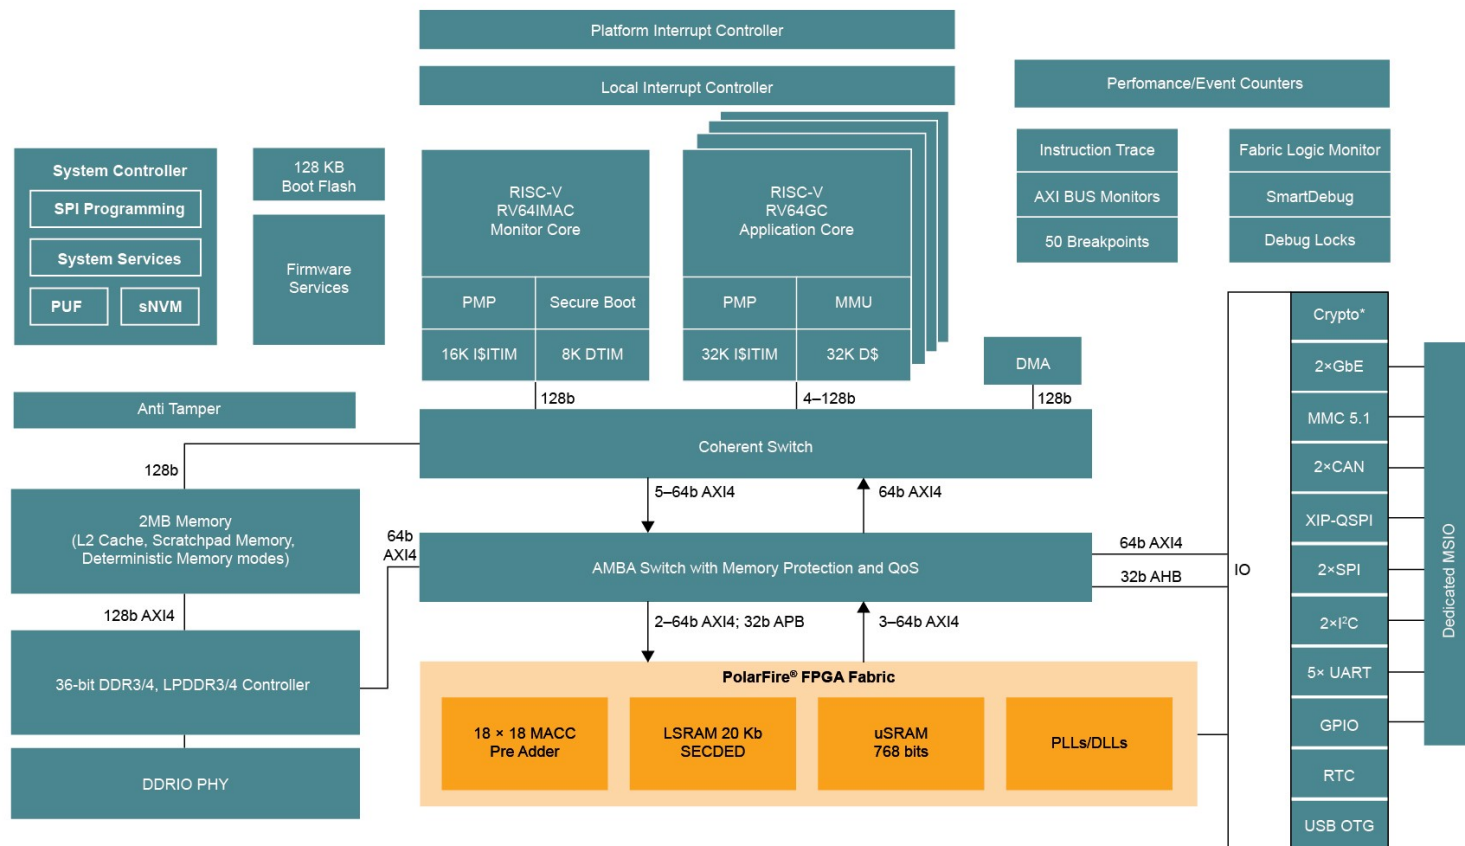 Platform Interrupt Controller
Local Interrupt Controller
Perfomance/Event Counters
System Controller
SPI Programming
System Services
PUF
sNVM
128 KB
Boot Flash
Firmware
Services
RISC-V
RV64IMAC
Monitor Core
PMP
Secure Boot
16K I$ITIM
8K DTIM
RISC-V
RV64GC
Application Core
PMP
MMU
32K I$ITIM
32K D$
Instruction Trace
AXI BUS Monitors
50 Breakpoints
Fabric Logic Monitor
SmartDebug
Debug Locks
DMA
Anti Tamper
128b
4–128b
128b
Coherent Switch
128b
5–64b AXI4
64b AXI4
2MB Memory
(L2 Cache, Scratchpad Memory,
Deterministic Memory modes)
64b
AXI4
AMBA Switch with Memory Protection and QoS
64b AXI4
32b AHB
IO
128b AXI4
2–64b AXI4; 32b APB
3–64b AXI4
36-bit DDR3/4, LPDDR3/4 Controller
DDRIO PHY
PolarFire® FPGA Fabric
18 × 18 MACC
Pre Adder
LSRAM 20 Kb
SECDED
uSRAM
768 bits
PLLs/DLLs
Crypto*
2×GbE
MMC 5.1
2×CAN
XIP-QSPI
2×SPI
2×I²C
5× UART
GPIO
RTC
USB OTG
Dedicated MSIO